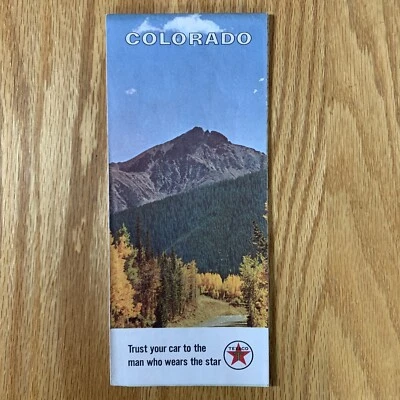 COLORADO
Trust your car to the
man who wears the star
TEXACO